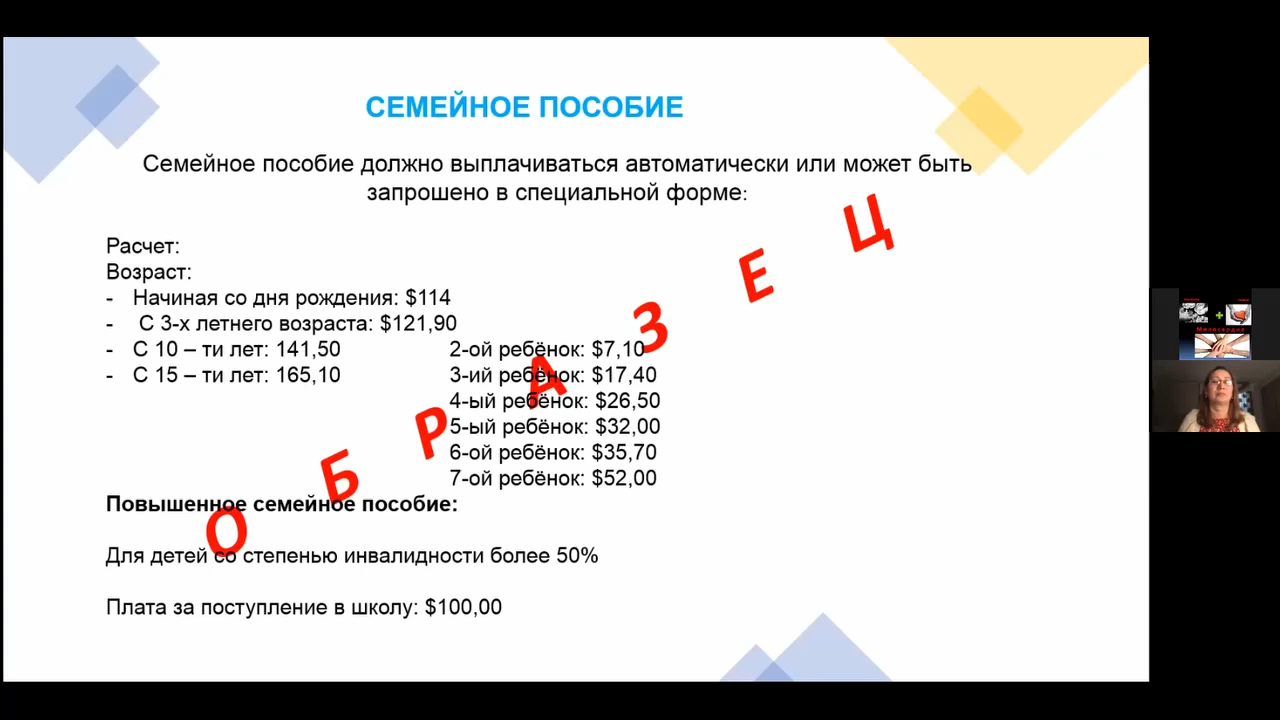 СЕМЕЙНОЕ ПОСОБИЕ
Семейное пособие должно выплачиваться автоматически или может быть
запрошено в специальной форме:
Расчет:
Возраст:
- Начиная со дня рождения: $114
- С 3-х летнего возраста: $121,90
- С 10 – ти лет: 141,50
- С 15 – ти лет: 165,10
2-ой ребёнок: $7,10
3-ий ребёнок: $17,40
4-ый ребёнок: $26,50
5-ый ребёнок: $32,00
6-ой ребёнок: $35,70
7-ой ребёнок: $52,00
Повышенное семейное пособие:
Для детей со степенью инвалидности более 50%
Плата за поступление в школу: $100,00
О Б Р А З Е Ц
Милосердие